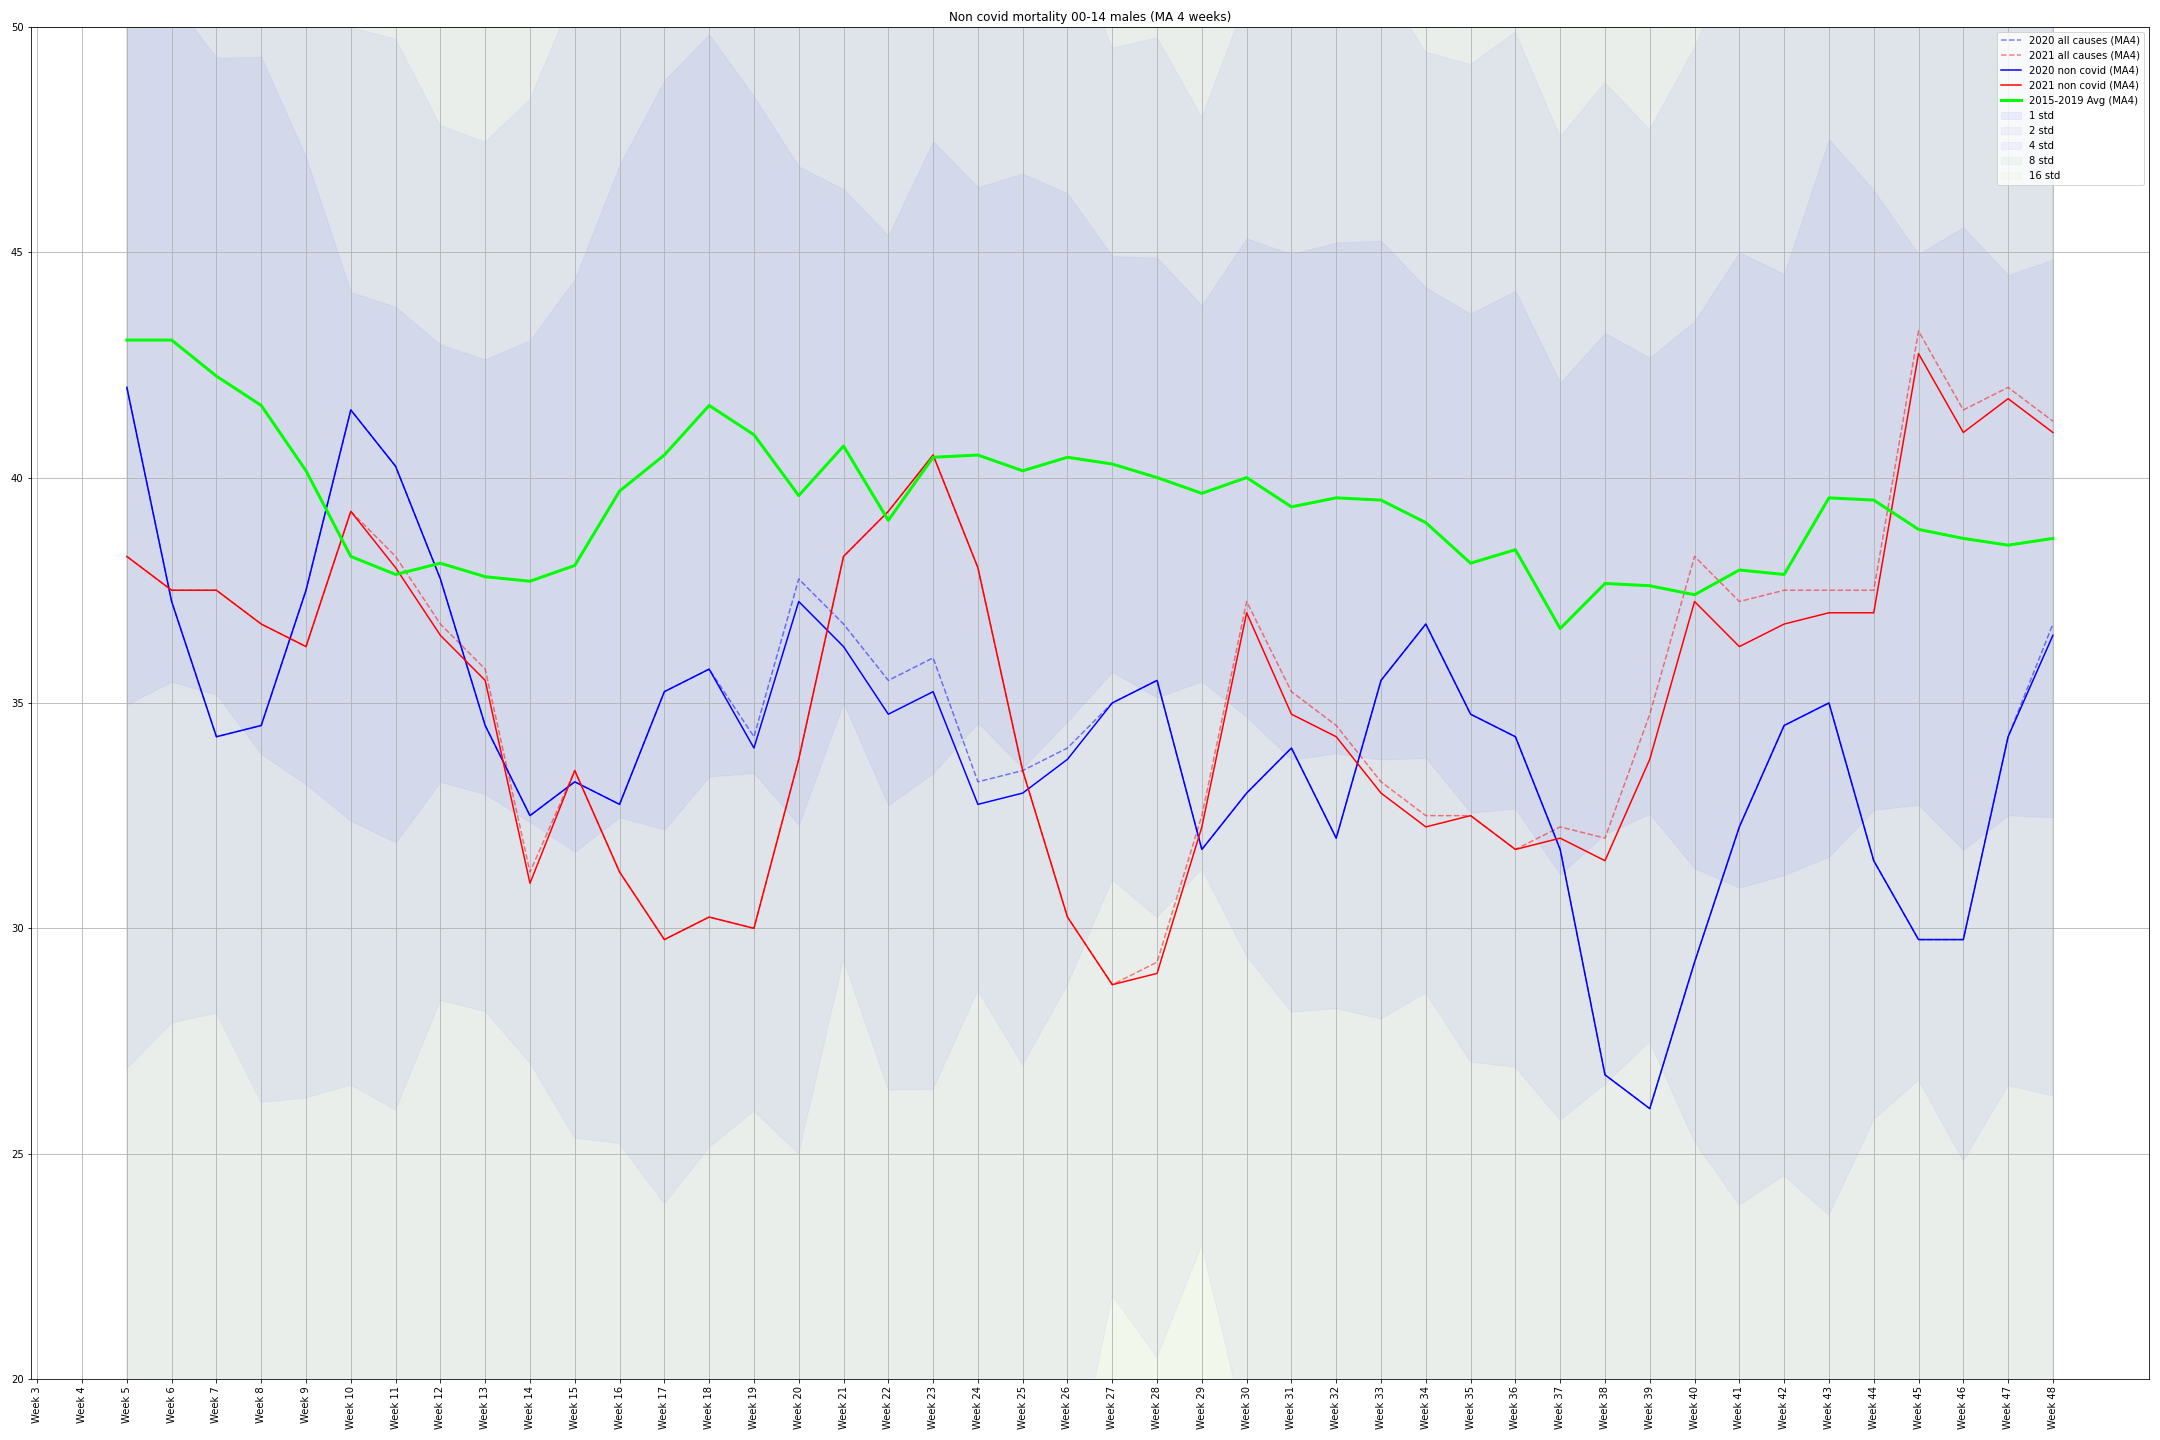 Non covid mortality 00-14 males (MA 4 weeks)
50
45
40
35
30
25
20
2020 all causes (MA4)
2021 all causes (MA4)
2020 non covid (MA4)
2021 non covid (MA4)
2015-2019 Avg (MA4)
1 std
2 std
4 std
8 std
16 std
Week 3
Week 4
Week 5
Week 6
Week 7
Week 8
Week 9
Week 10
Week 11
Week 12
Week 13
Week 14
Week 15
Week 16
Week 17
Week 18
Week 19
Week 20
Week 21
Week 22
Week 23
Week 24
Week 25
Week 26
Week 27
Week 28
Week 29
Week 30
Week 31
Week 32
Week 33
Week 34
Week 35
Week 36
Week 37
Week 38
Week 39
Week 40
Week 41
Week 42
Week 43
Week 44
Week 45
Week 46
Week 47
Week 48